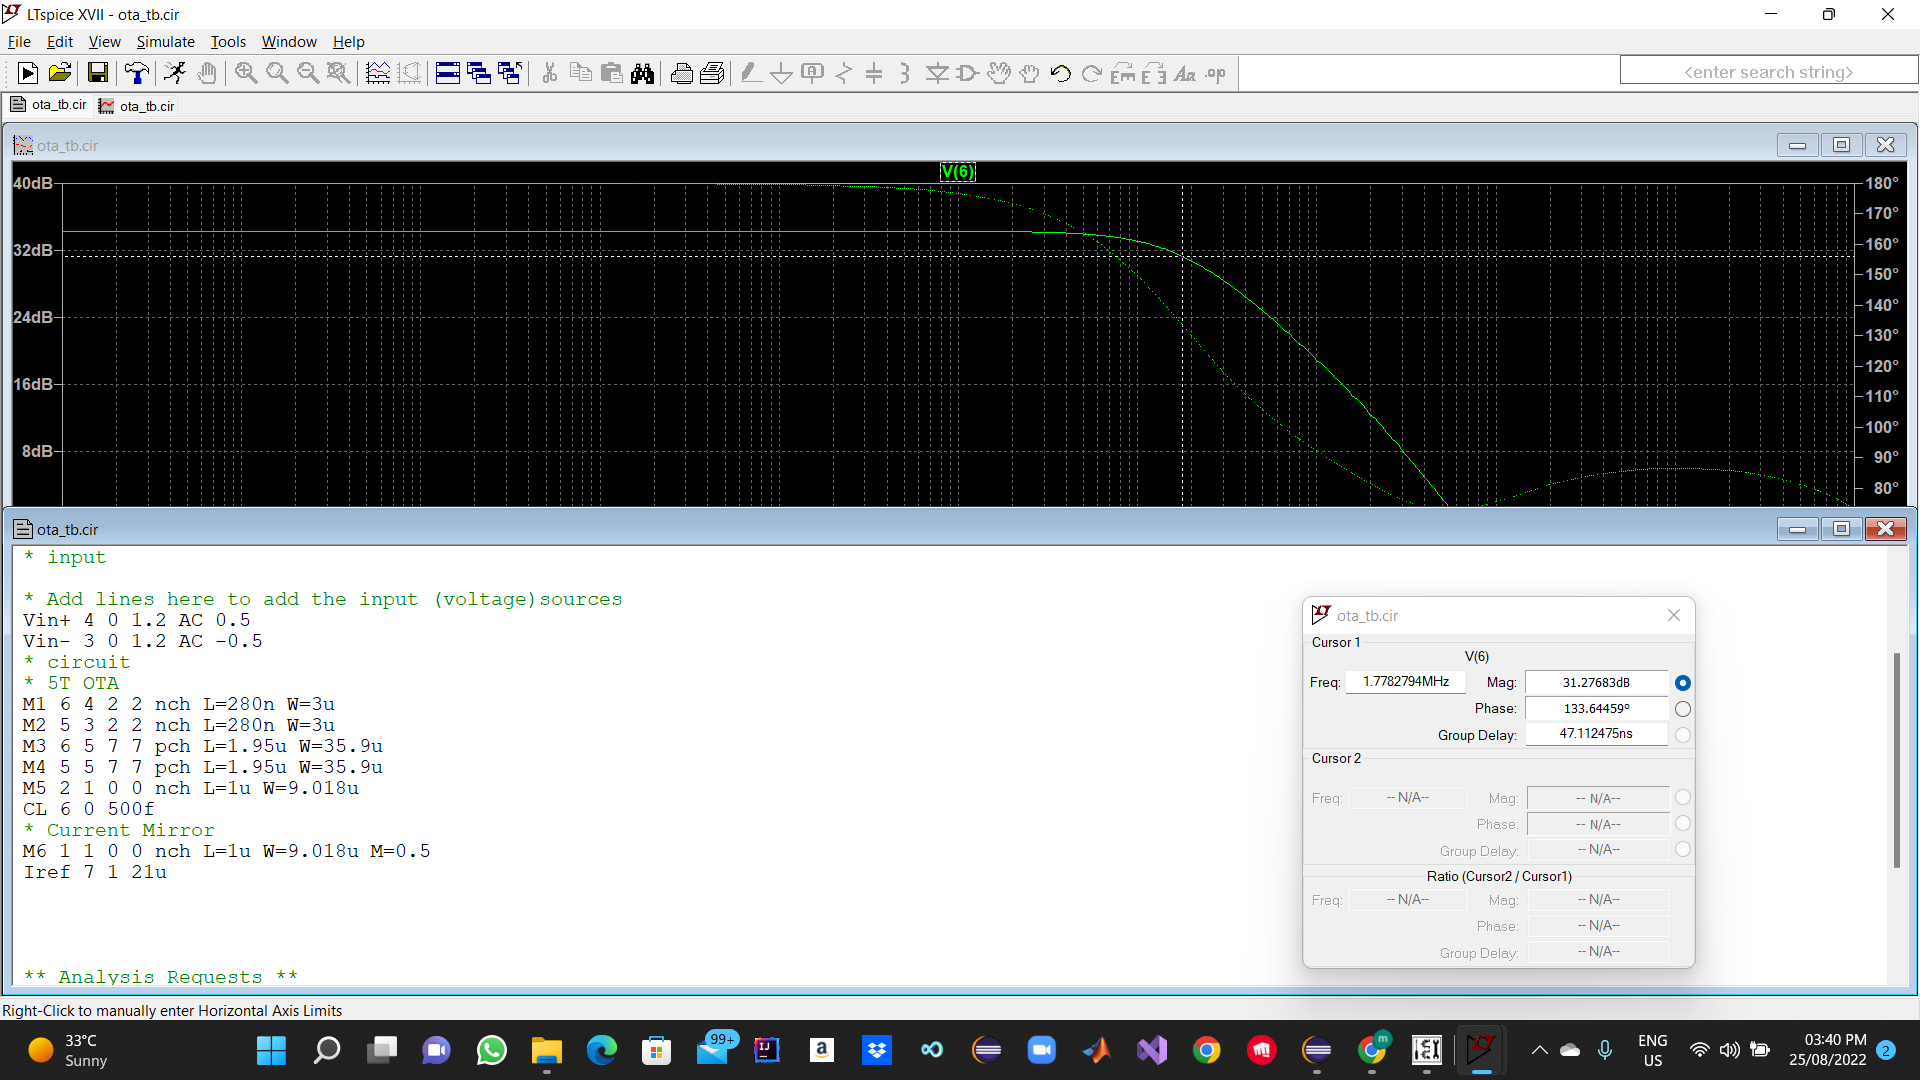 LTspice XVII - ota_tb.cir
File Edit View Simulate Tools Window Help
<enter search string>
ota_tb.cir ota_tb.cir
ota_tb.cir
V(6)
40dB
32dB
24dB
16dB
8dB
180°
170°
160°
150°
140°
130°
120°
110°
100°
90°
80°
ota_tb.cir
* input
* Add lines here to add the input (voltage)sources
Vin+ 4 0 1.2 AC 0.5
Vin- 3 0 1.2 AC -0.5
* circuit
* 5T OTA
M1 6 4 2 2 nch L=280n W=3u
M2 5 3 2 2 nch L=280n W=3u
M3 6 5 7 7 pch L=1.95u W=35.9u
M4 5 5 7 7 pch L=1.95u W=35.9u
M5 2 1 0 0 nch L=1u W=9.018u
CL 6 0 500f
* Current Mirror
M6 1 1 0 0 nch L=1u W=9.018u M=0.5
Iref 7 1 21u
** Analysis Requests **
ota_tb.cir
Cursor 1
V(6)
Freq: 1.7782794MHz Mag: 31.27683dB
Phase: 133.64459°
Group Delay: 47.112475ns
Cursor 2
Freq: -- N/A-- Mag: -- N/A--
Phase: -- N/A--
Group Delay: -- N/A--
Ratio (Cursor2 / Cursor1)
Freq: -- N/A-- Mag: -- N/A--
Phase: -- N/A--
Group Delay: -- N/A--
Right-Click to manually enter Horizontal Axis Limits
33°C
Sunny
99+
ENG
US
03:40 PM
25/08/2022
2